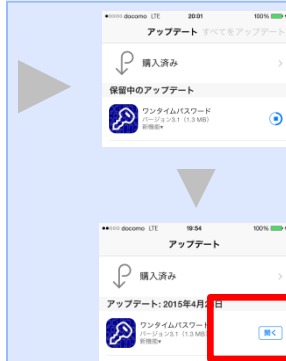 docomo LTE 20:01 100%
アップデート すべてをアップデート
購入済み
保留中のアップデート
ワンタイムパスワード
バージョン3.1 (1.3 MB)
新機能▾
docomo LTE 19:54 100%
アップデート
購入済み
アップデート: 2015年4月2 日
ワンタイムパスワード
バージョン3.1 (1.3 MB)
新機能▾
開く